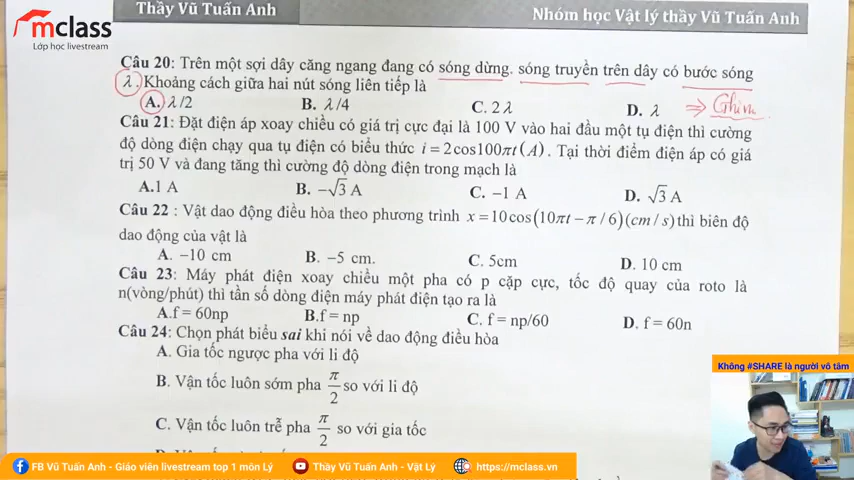 Thầy Vũ Tuấn Anh
Nhóm học Vật lý thầy Vũ Tuấn Anh
mclass
Lớp học livestream
Câu 20: Trên một sợi dây căng ngang đang có sóng dừng. sóng truyền trên dây có bước sóng
λ. Khoảng cách giữa hai nút sóng liên tiếp là
A. λ/2 B. λ/4 C. 2λ D. λ
Câu 21: Đặt điện áp xoay chiều có giá trị cực đại là 100 V vào hai đầu một tụ điện thì cường
độ dòng điện chạy qua tụ điện có biểu thức i = 2cos100πt(A). Tại thời điểm điện áp có giá
trị 50 V và đang tăng thì cường độ dòng điện trong mạch là
A.1 A B. −√3 A C. −1 A D. √3 A
Câu 22 : Vật dao động điều hòa theo phương trình x = 10cos(10πt − π / 6)(cm / s) thì biên độ
dao động của vật là
A. −10 cm B. −5 cm. C. 5cm D. 10 cm
Câu 23: Máy phát điện xoay chiều một pha có p cặp cực, tốc độ quay của roto là
n(vòng/phút) thì tần số dòng điện máy phát điện tạo ra là
A.f = 60np B.f = np C. f = np/60 D. f = 60n
Câu 24: Chọn phát biểu sai khi nói về dao động điều hòa
A. Gia tốc ngược pha với li độ
B. Vận tốc luôn sớm pha π/2 so với li độ
C. Vận tốc luôn trễ pha π/2 so với gia tốc
Không #SHARE là người vô tâm
FB Vũ Tuấn Anh - Giáo viên livestream top 1 môn Lý Thầy Vũ Tuấn Anh - Vật Lý https://mclass.vn